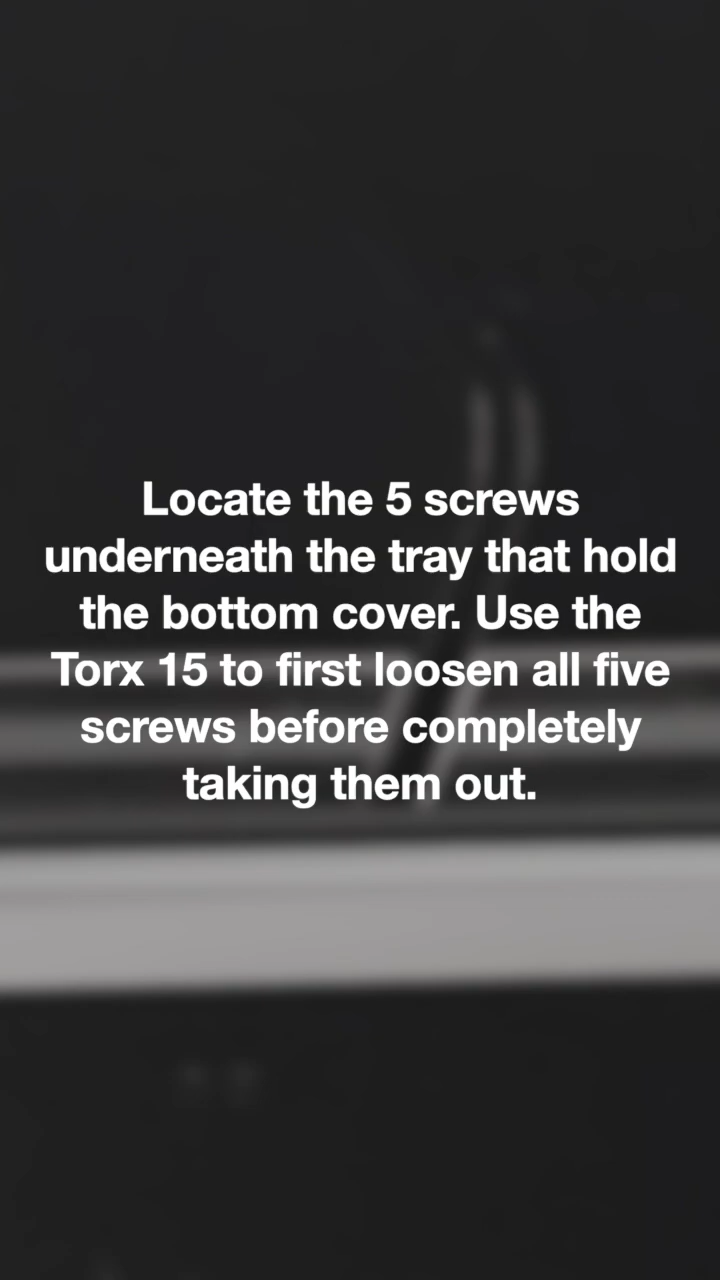 Locate the 5 screws
underneath the tray that hold
the bottom cover. Use the
Torx 15 to first loosen all five
screws before completely
taking them out.